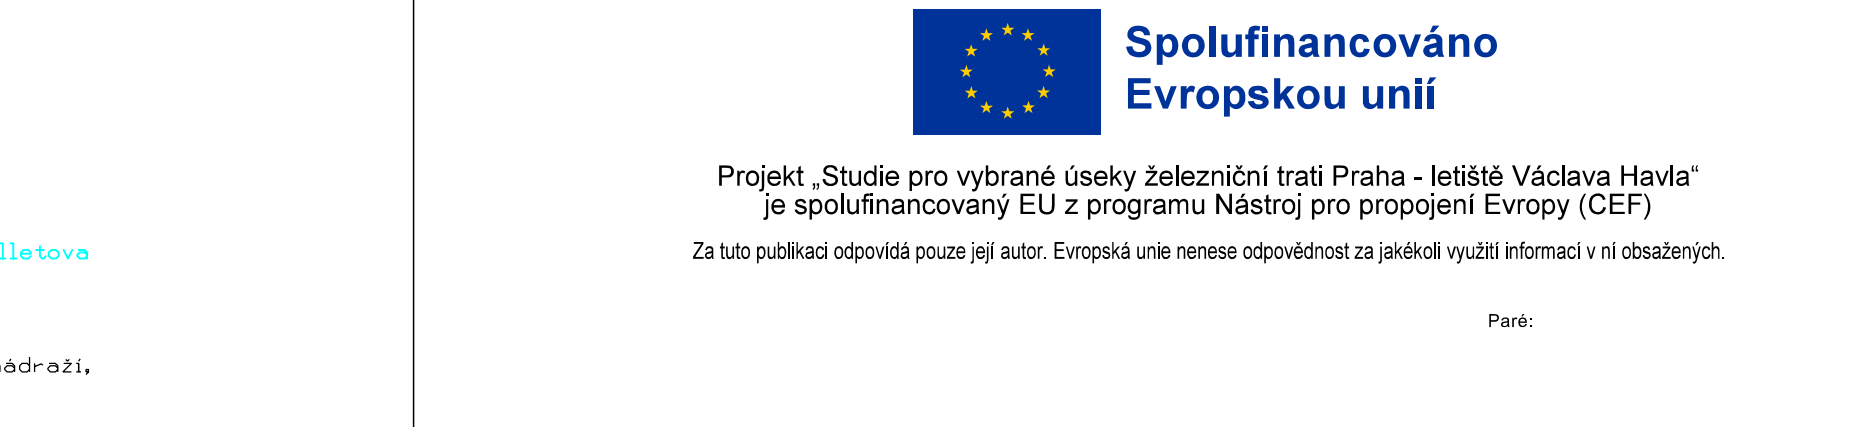 Spolufinancováno
Evropskou unií
Projekt „Studie pro vybrané úseky železniční trati Praha - letiště Václava Havla“
je spolufinancovaný EU z programu Nástroj pro propojení Evropy (CEF)
Za tuto publikaci odpovídá pouze její autor. Evropská unie nenese odpovědnost za jakékoli využití informací v ní obsažených.
Paré:
lletova
ádraží,